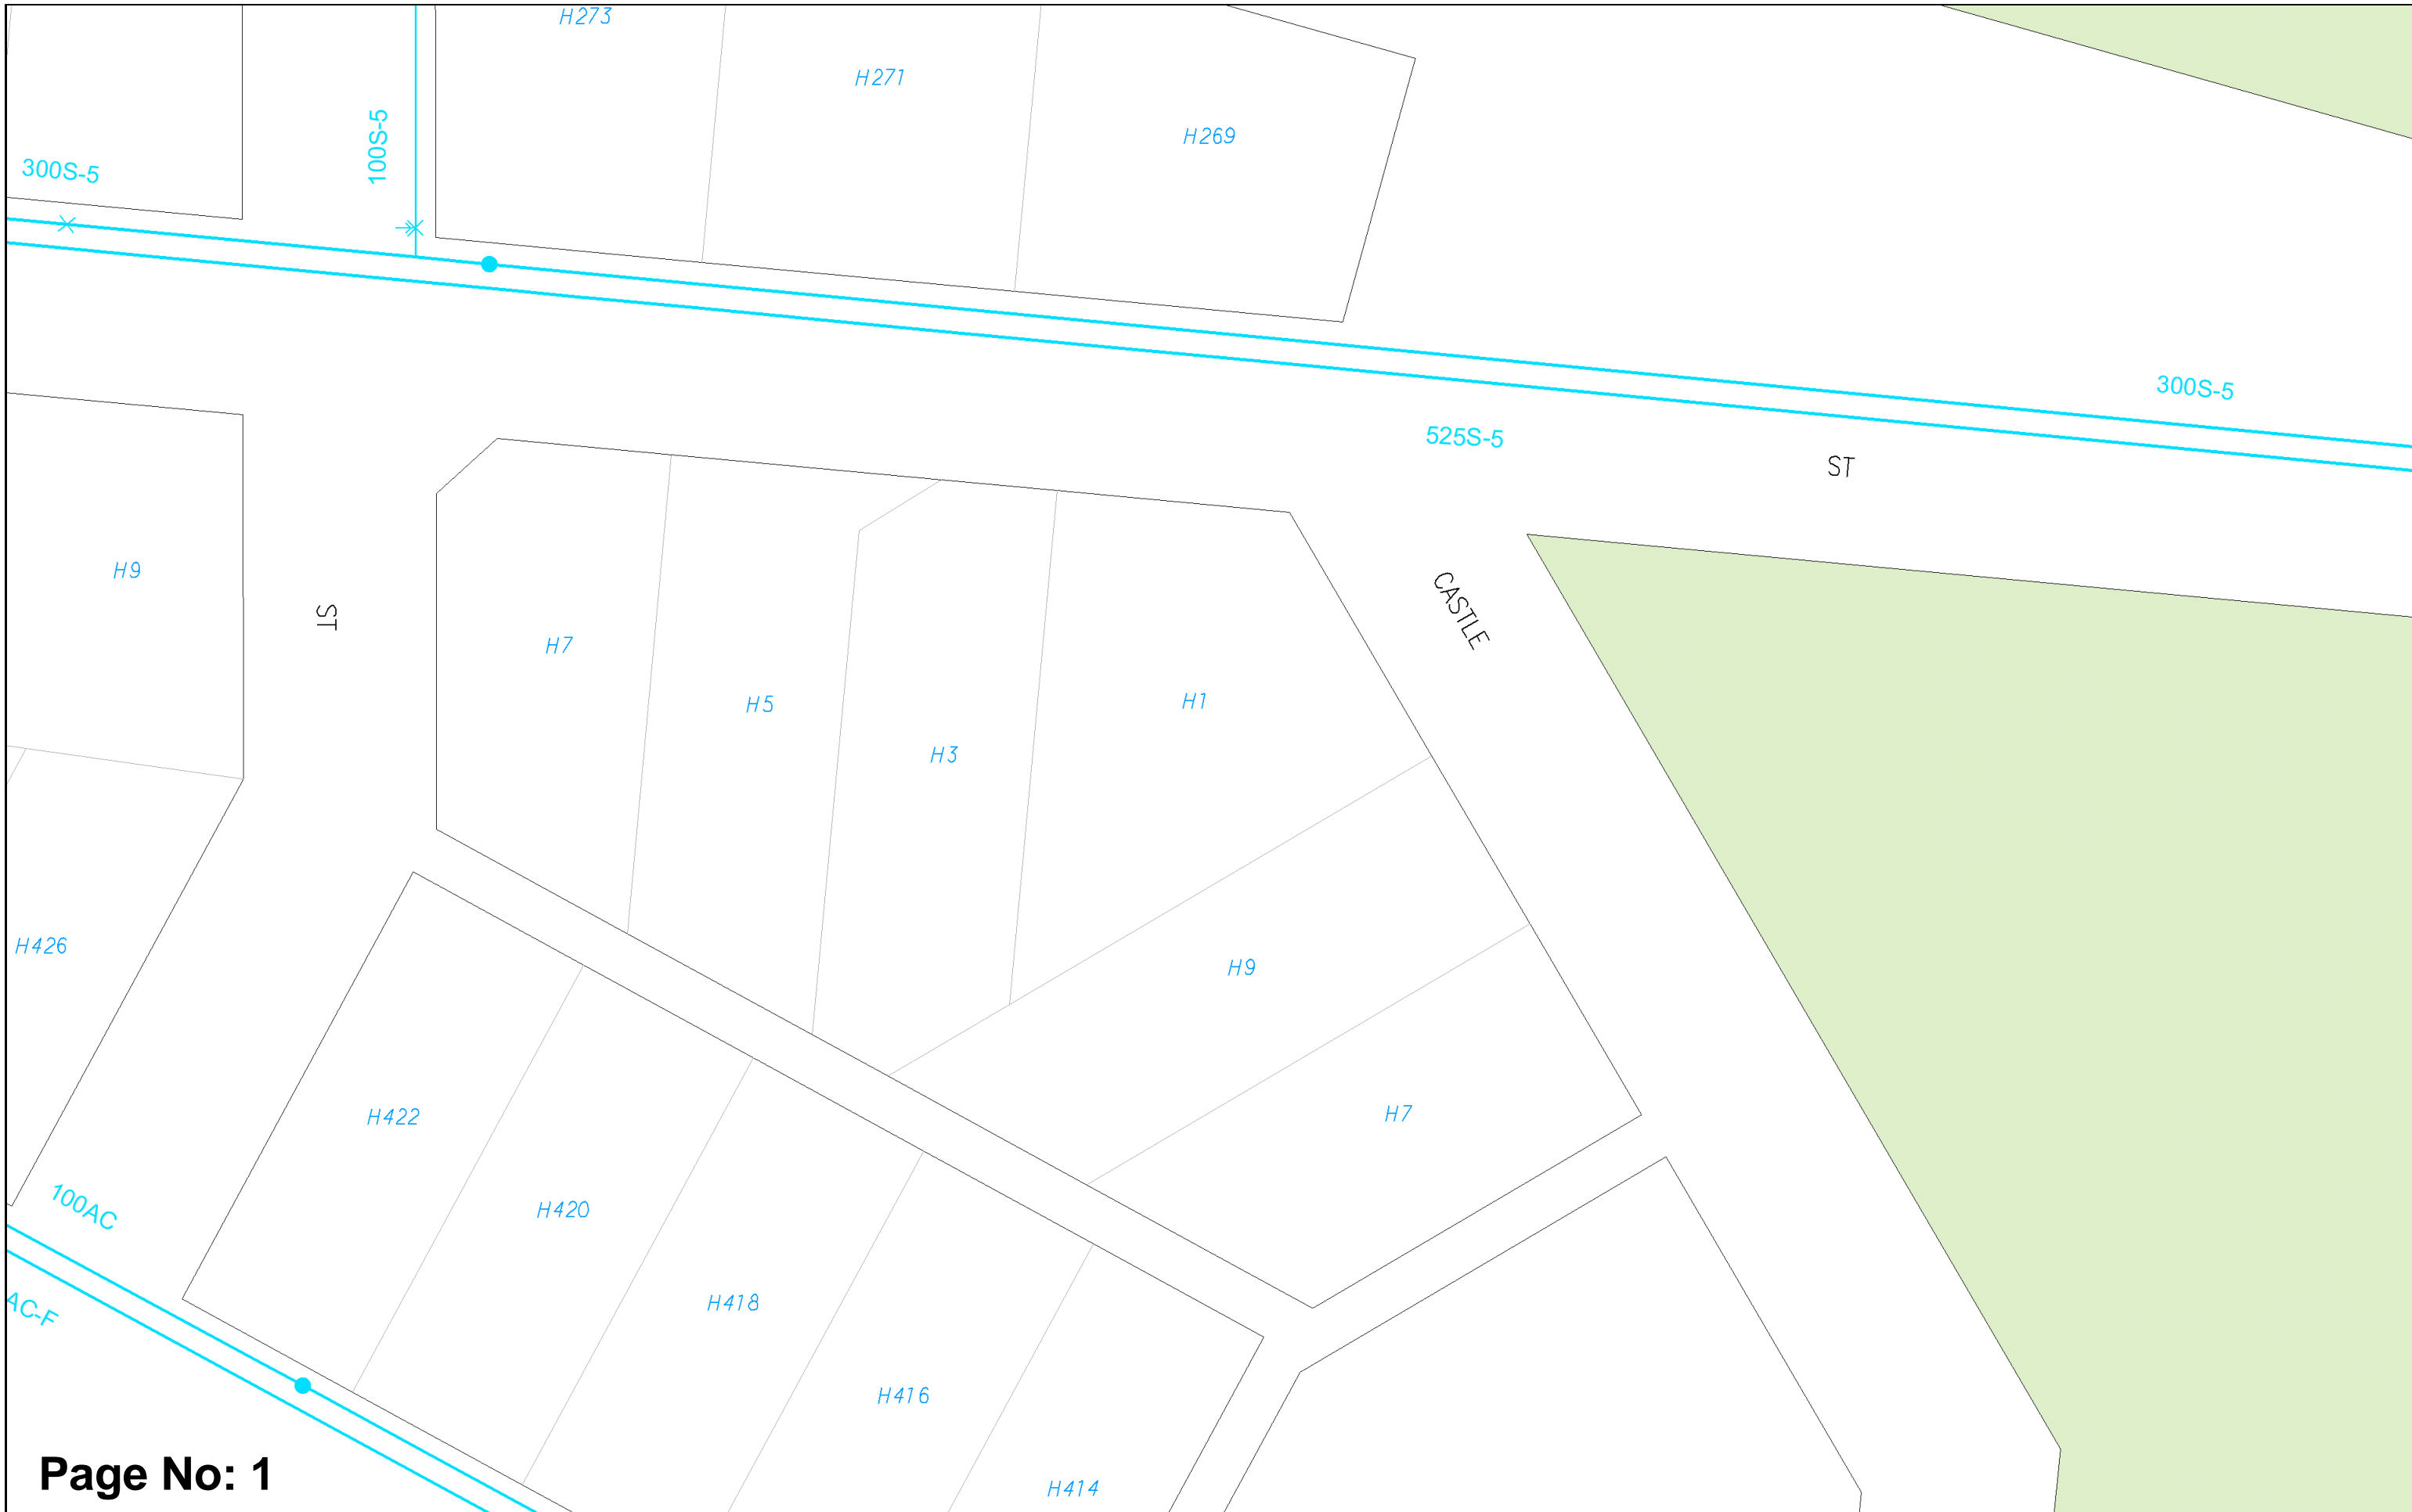 H273
H271
H269
100S-5
300S-5
300S-5
525S-5
ST
H9
ST
CASTLE
H7
H5
H3
H1
H426
H9
H422
H7
100AC
H420
AC-F
H418
H416
H414
Page No: 1